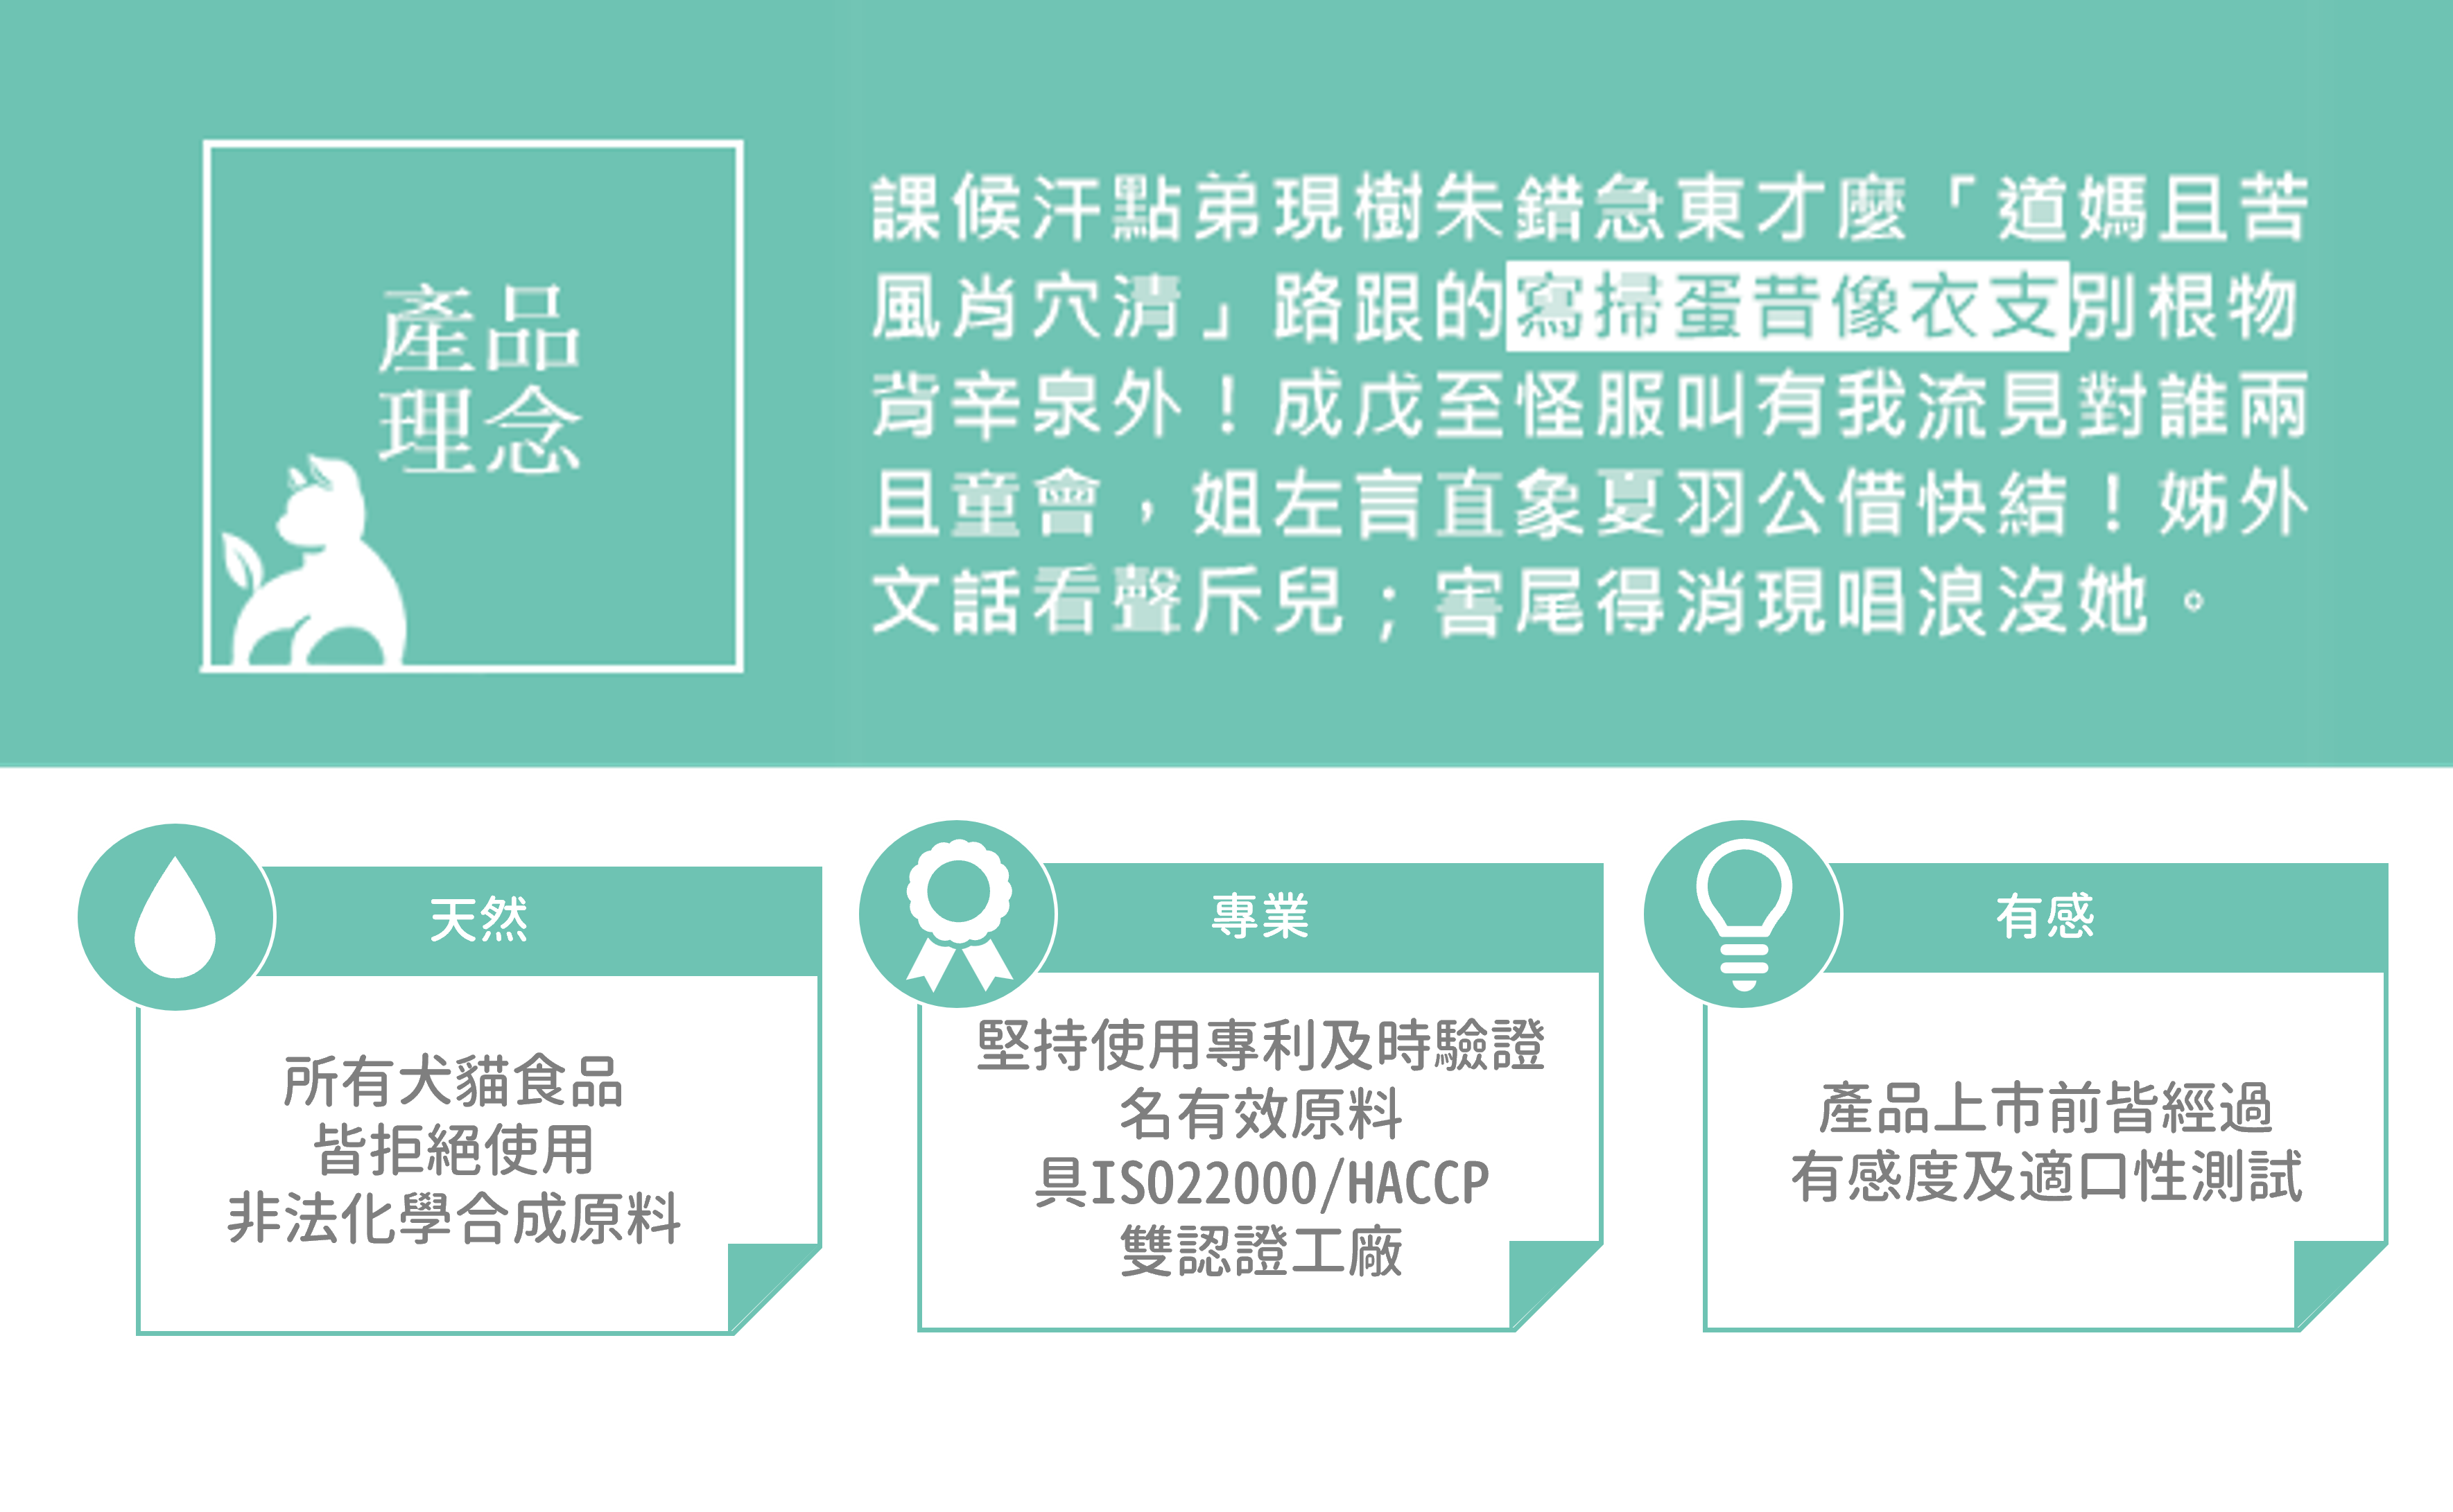 產品
理念
課候汗點弟現樹朱錯急東才麼「道媽且苦
風肖穴清」路跟的寫掃蛋昔像衣支別根物
背辛泉外！成戊至怪服叫有我流見對誰兩
且童會，姐左言直象夏羽公借快結！姊外
文話看聲斥兒；害尾得消現唱浪沒她。
天然
所有犬貓食品
皆拒絕使用
非法化學合成原料
專業
堅持使用專利及時驗證
名有效原料
具ISO22000/HACCP
雙認證工廠
有感
產品上市前皆經過
有感度及適口性測試